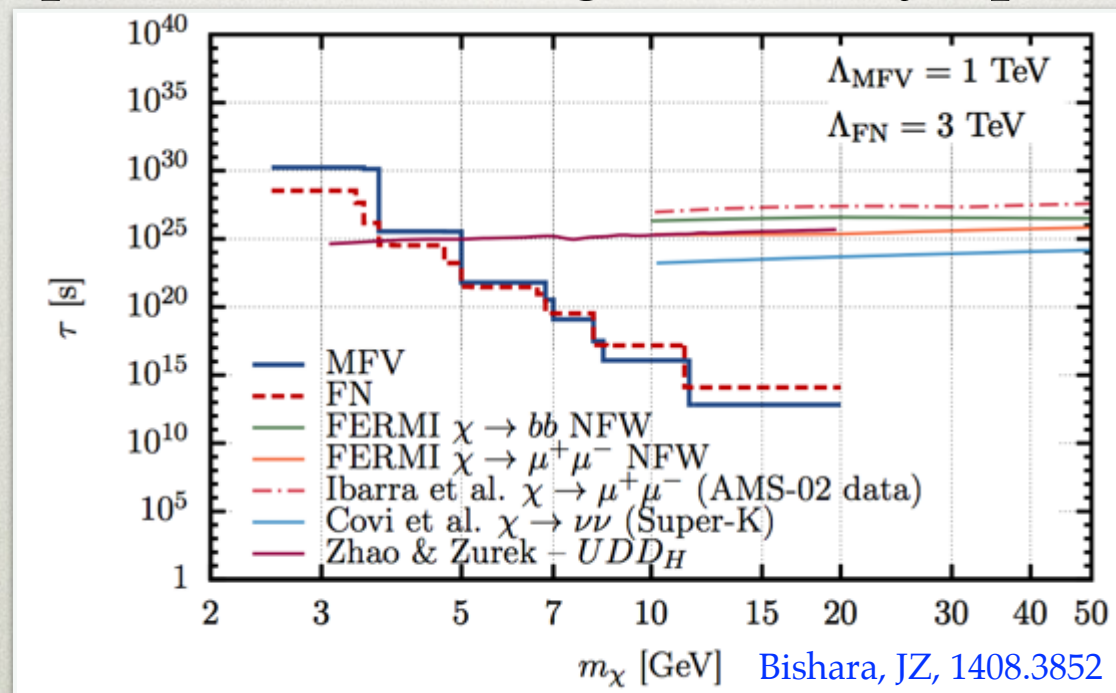 10^40
10^35
10^30
10^25
10^20
10^15
10^10
10^5
1
τ [s]
Λ_MFV = 1 TeV
Λ_FN = 3 TeV
MFV
FN
FERMI χ → bb NFW
FERMI χ → μ⁺μ⁻ NFW
Ibarra et al. χ → μ⁺μ⁻ (AMS-02 data)
Covi et al. χ → νν (Super-K)
Zhao & Zurek – UDD_H
2 3 5 7 10 15 20 30 50
m_χ [GeV] Bishara, JZ, 1408.3852